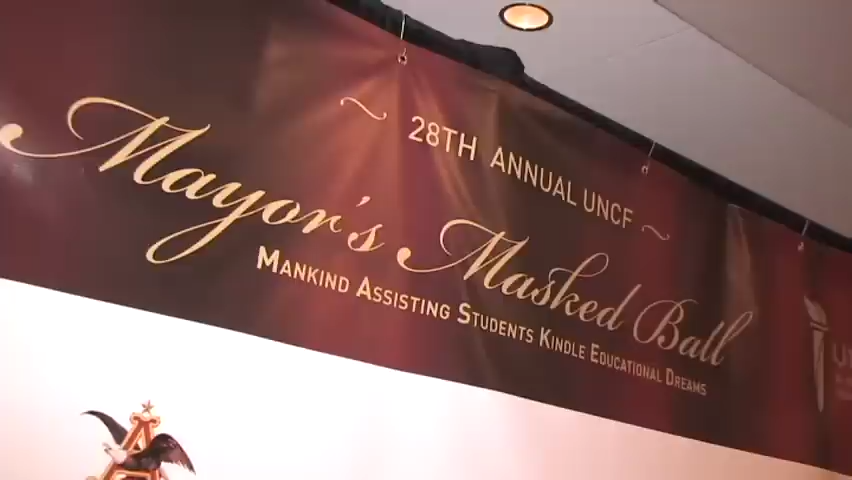 ~ 28TH ANNUAL UNCF ~
Mayor's Masked Ball
MANKIND ASSISTING STUDENTS KINDLE EDUCATIONAL DREAMS